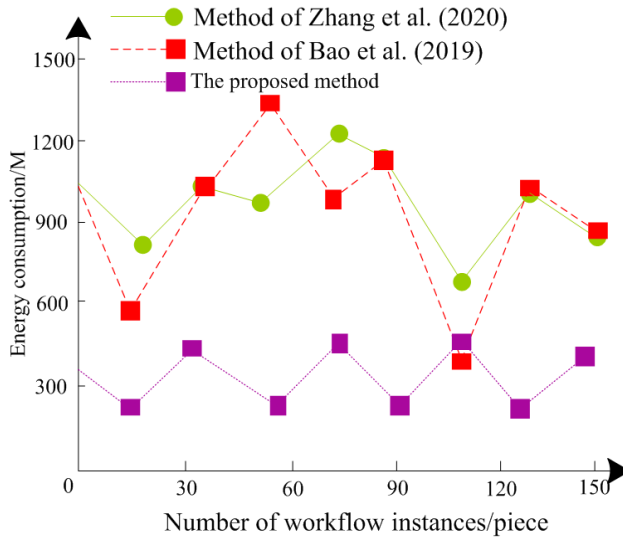 Method of Zhang et al. (2020)
Method of Bao et al. (2019)
The proposed method
Energy consumption/M
1500
1200
900
600
300
0
30
60
90
120
150
Number of workflow instances/piece